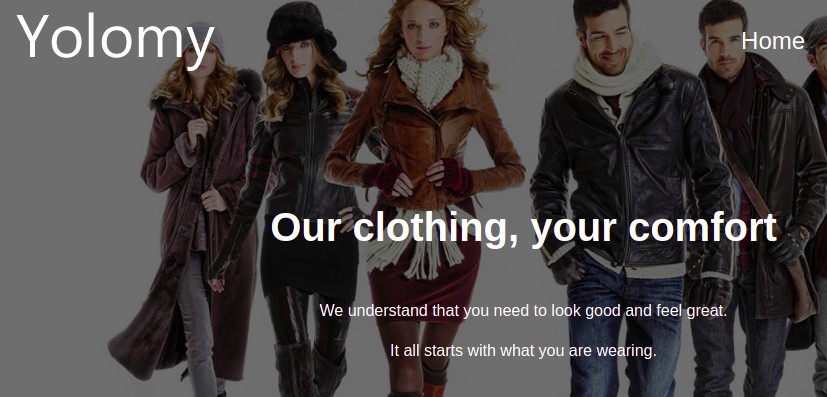 Yolomy
Home
Our clothing, your comfort
We understand that you need to look good and feel great.
It all starts with what you are wearing.